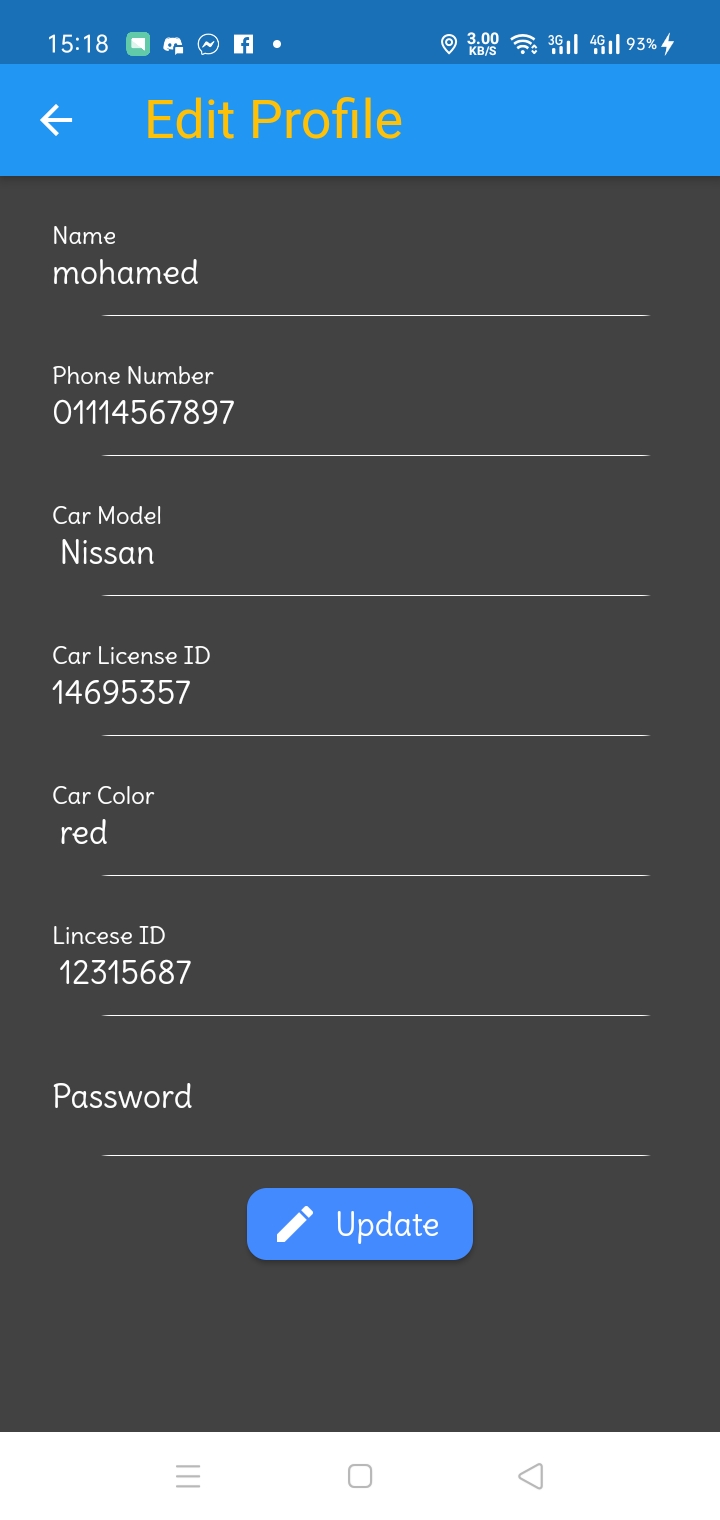 15:18 3.00 KB/S 3G 4G 93%
Edit Profile
Name
mohamed
Phone Number
01114567897
Car Model
Nissan
Car License ID
14695357
Car Color
red
Lincese ID
12315687
Password
Update